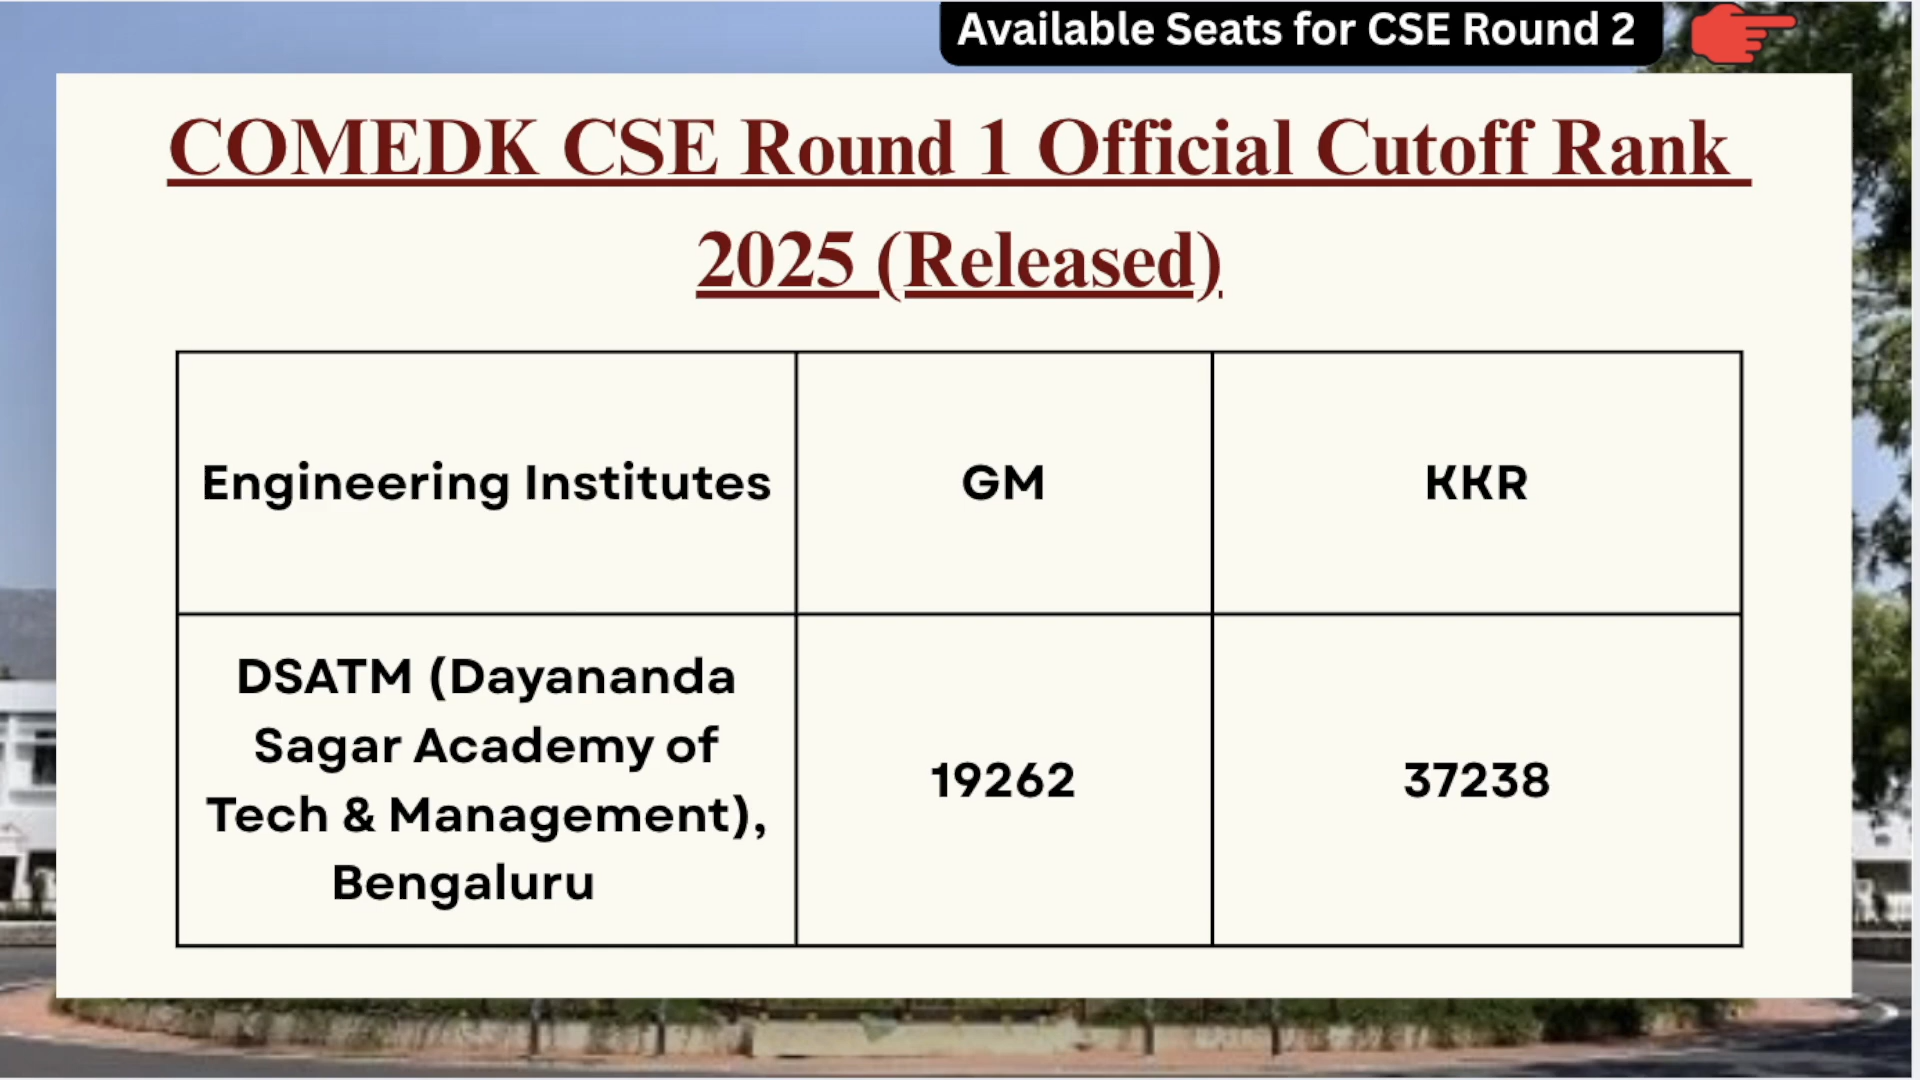 Available Seats for CSE Round 2
COMEDK CSE Round 1 Official Cutoff Rank
2025 (Released)
Engineering Institutes
GM
KKR
DSATM (Dayananda
Sagar Academy of
Tech & Management),
Bengaluru
19262
37238